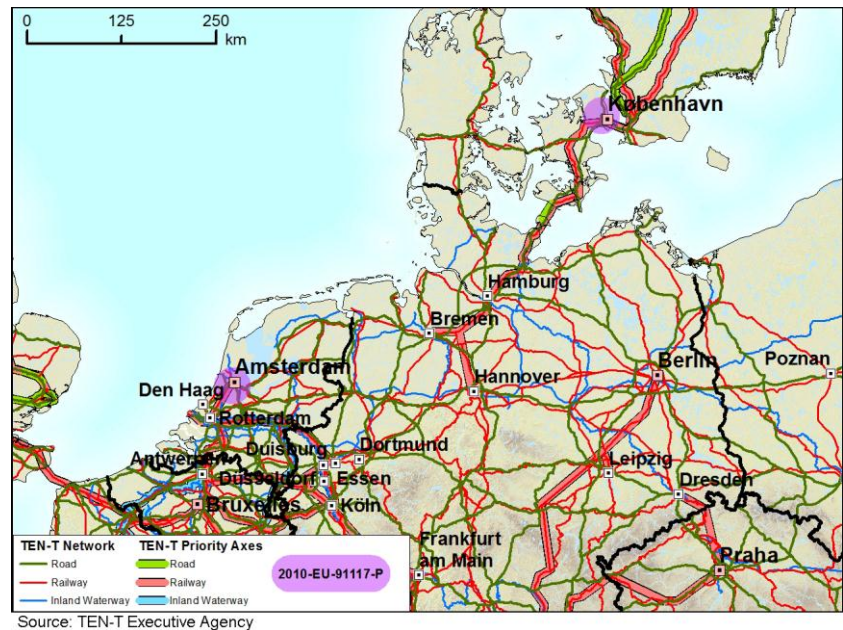 0 125 250
km
København
Hamburg
Bremen
Amsterdam
Berlin
Poznan
Den Haag
Hannover
Rotterdam
Dortmund
Duisburg
Antwerpen
Leipzig
Düsseldorf Essen
Dresden
Bruxelles Köln
Frankfurt
am Main
Praha
TEN-T Network TEN-T Priority Axes
Road Road
Railway Railway
Inland Waterway Inland Waterway
2010-EU-91117-P
Source: TEN-T Executive Agency